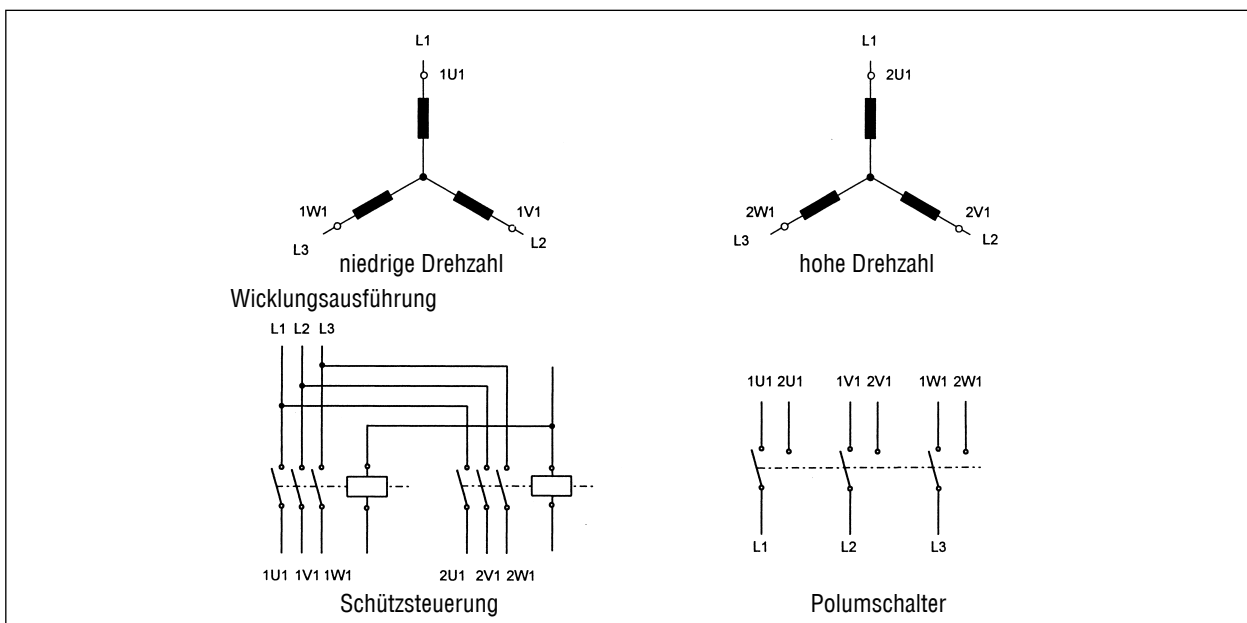 L1 L1
1U1 2U1
1W1 1V1 2W1 2V1
L3 L2 L3 L2
niedrige Drehzahl hohe Drehzahl
Wicklungsausführung
L1 L2 L3
1U1 2U1 1V1 2V1 1W1 2W1
L1 L2 L3
1U1 1V1 1W1 2U1 2V1 2W1
Schützsteuerung Polumschalter